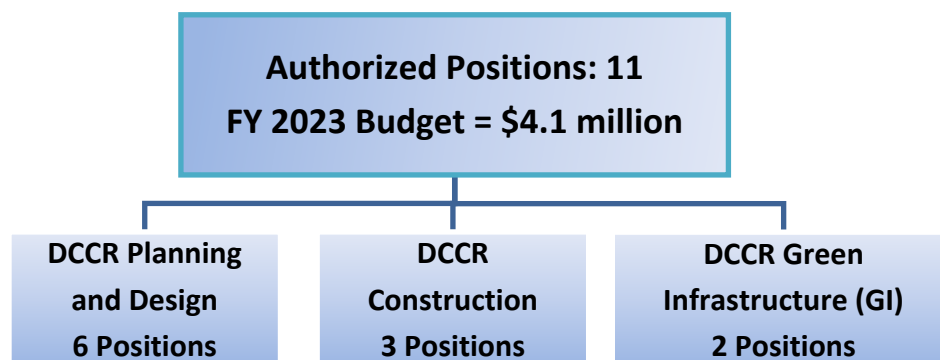 Authorized Positions: 11
FY 2023 Budget = $4.1 million
DCCR Planning
and Design
6 Positions
DCCR
Construction
3 Positions
DCCR Green
Infrastructure (GI)
2 Positions